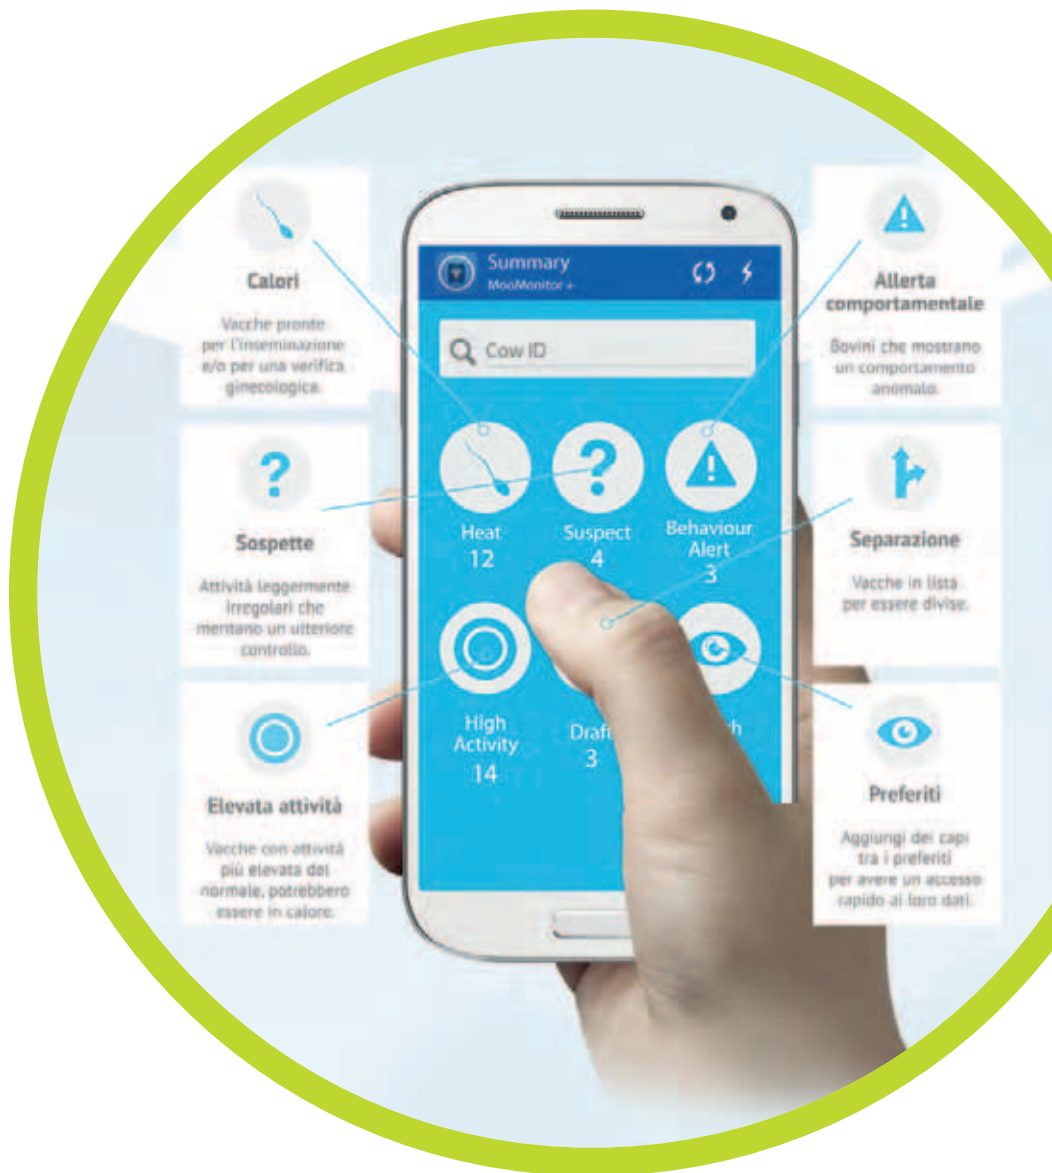 Calori
Vacche pronte
per l'inseminazione
e/o per una verifica
ginecologica.
Sospette
Attività leggermente
irregolari che
meritano un ulteriore
controllo.
Elevata attività
Vacche con attività
più elevata del
normale, potrebbero
essere in calore.
Summary
MooMonitor +
Cow ID
Heat
12
Suspect
4
Behaviour
Alert
3
High
Activity
14
Draft
3
Allerta
comportamentale
Bovini che mostrano
un comportamento
anomalo.
Separazione
Vacche in lista
per essere divise.
Preferiti
Aggiungi dei capi
tra i preferiti
per avere un accesso
rapido ai loro dati.